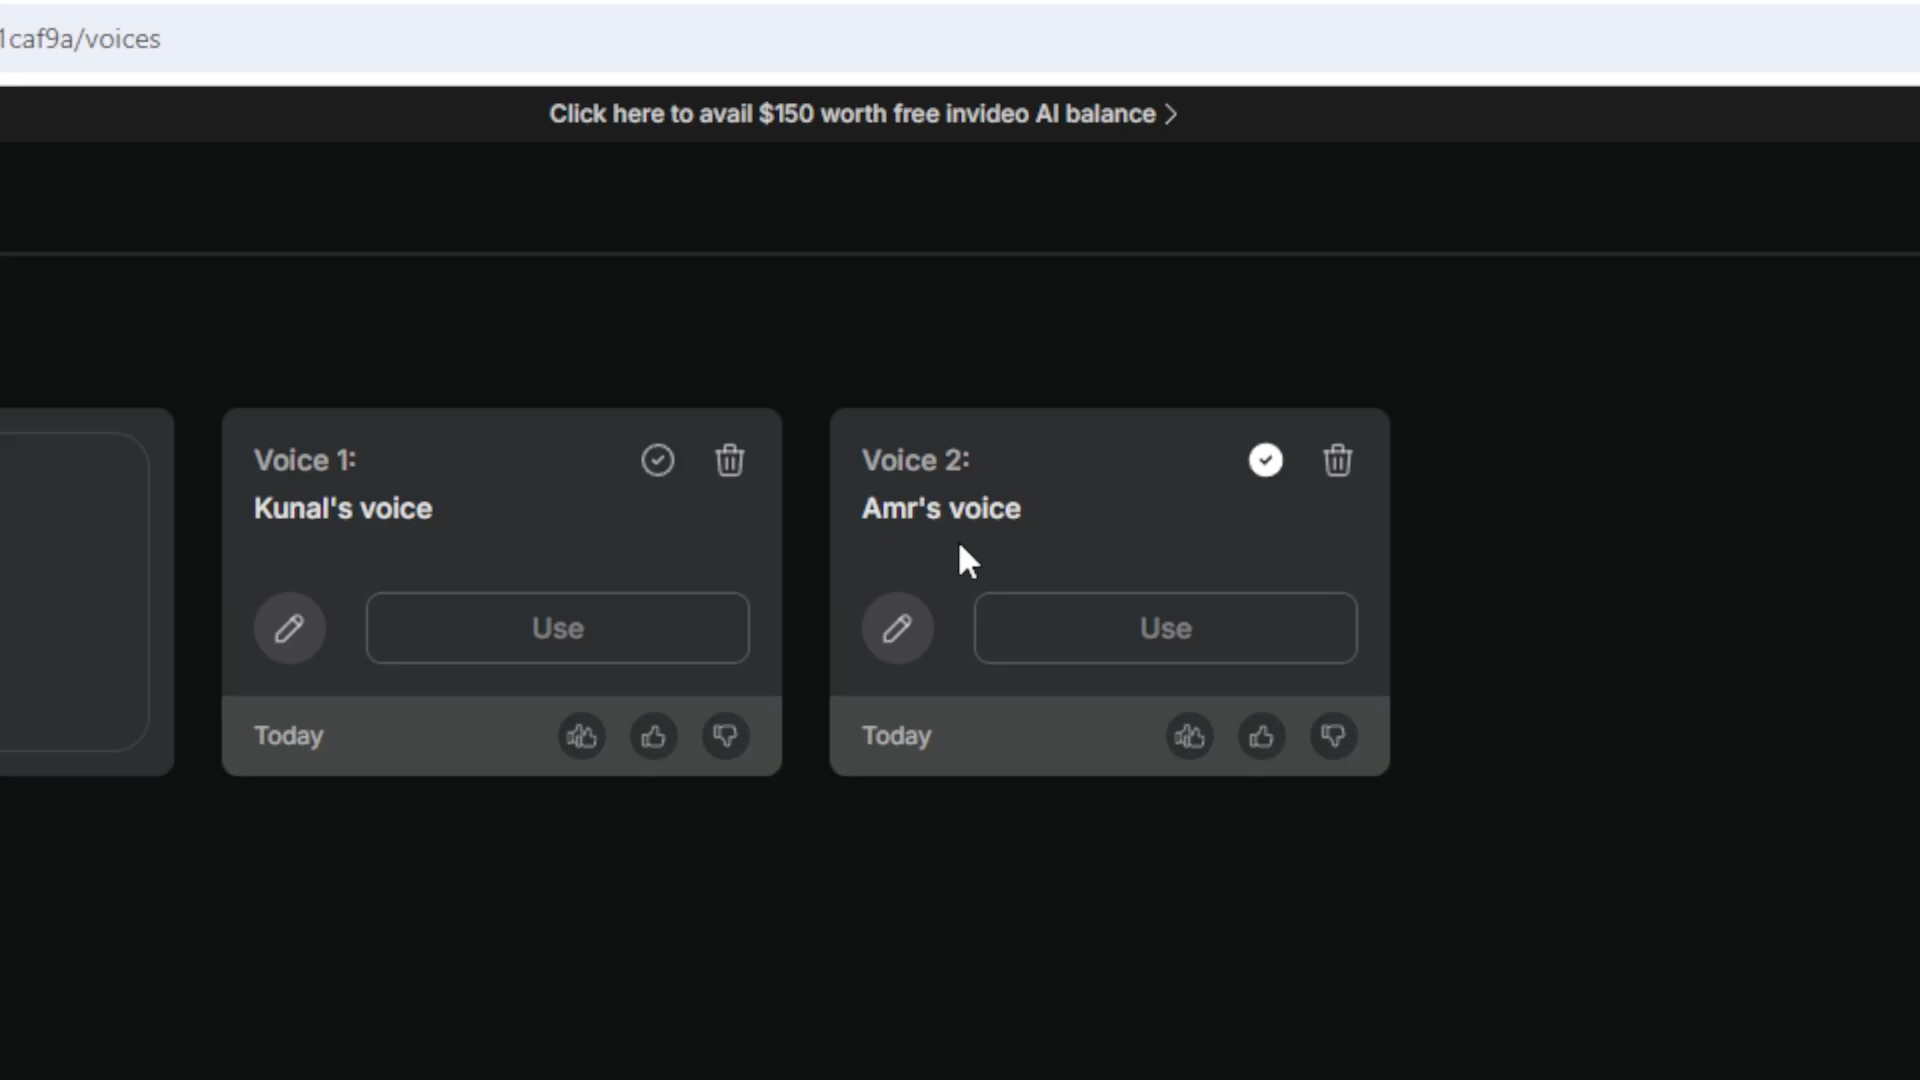 1caf9a/voices
Click here to avail $150 worth free invideo AI balance >
Voice 1:
Kunal's voice
Use
Today
Voice 2:
Amr's voice
Use
Today